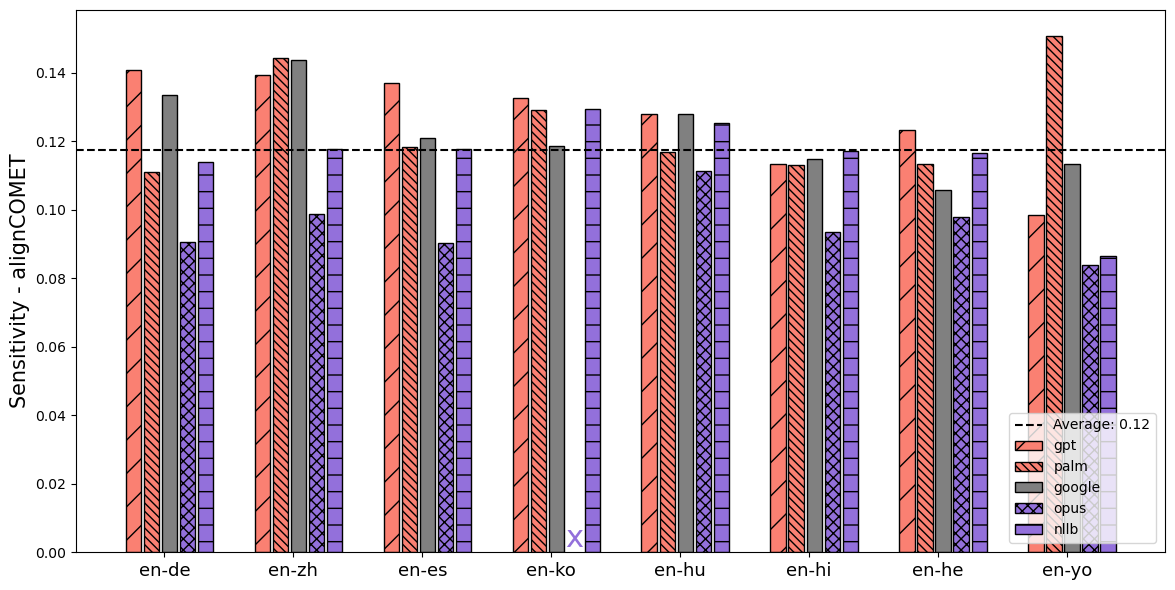 Sensitivity - alignCOMET
0.14
0.12
0.10
0.08
0.06
0.04
0.02
0.00
x
en-de en-zh en-es en-ko en-hu en-hi en-he en-yo
Average: 0.12
gpt
palm
google
opus
nllb